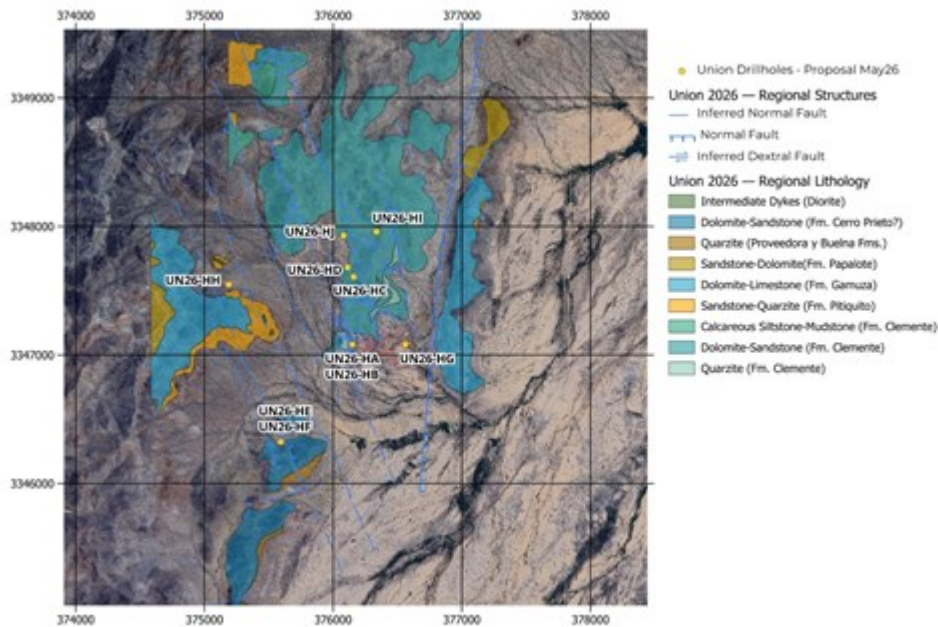 374000 375000 376000 377000 378000
3349000
3348000
3347000
3346000
UN26-HI
UN26-HJ
UN26-HD
UN26-HH
UN26-HC
UN26-HA
UN26-HB
UN26-HG
UN26-HE
UN26-HF
374000 375000 376000 377000 378000
Union Drillholes - Proposal May26
Union 2026 — Regional Structures
Inferred Normal Fault
Normal Fault
Inferred Dextral Fault
Union 2026 — Regional Lithology
Intermediate Dykes (Diorite)
Dolomite-Sandstone (Fm. Cerro Prieto?)
Quarzite (Proveedora y Buelna Fms.)
Sandstone-Dolomite(Fm. Papalote)
Dolomite-Limestone (Fm. Gamuza)
Sandstone-Quarzite (Fm. Pitiquito)
Calcareous Siltstone-Mudstone (Fm. Clemente)
Dolomite-Sandstone (Fm. Clemente)
Quarzite (Fm. Clemente)